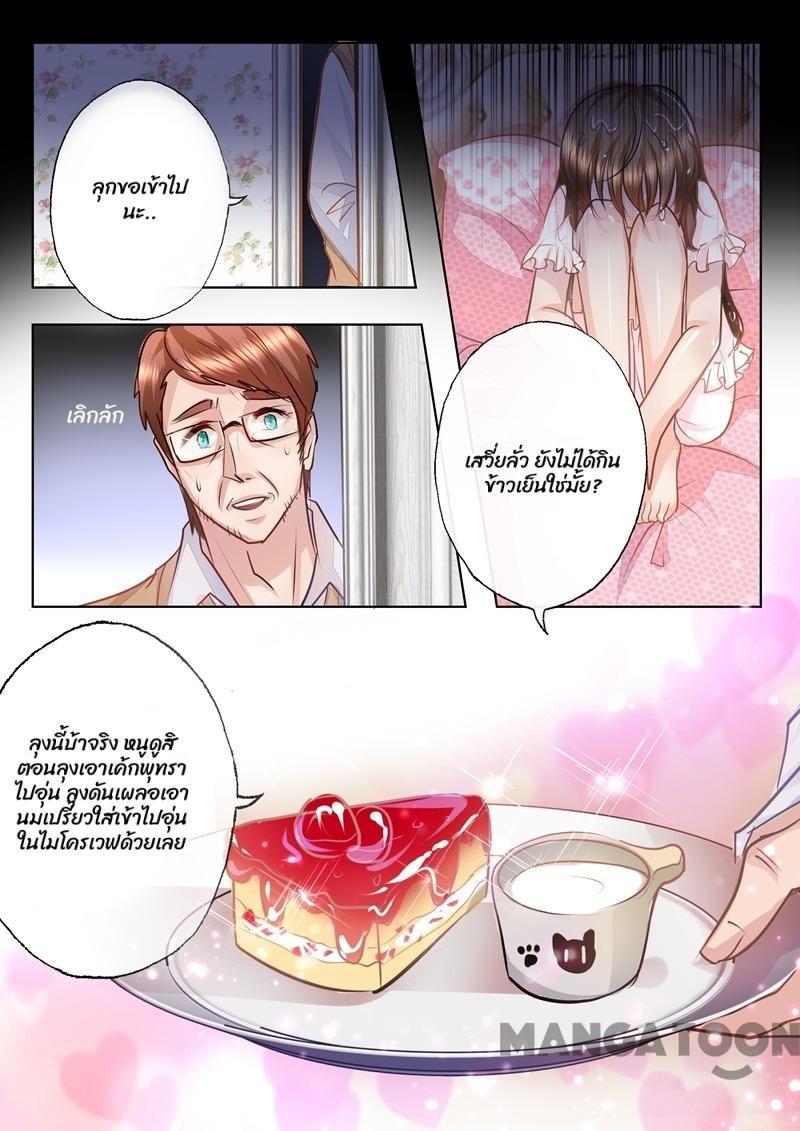 ลุกขอเข้าไป
นะ..
เลิกลัก
เสวี่ยลั่ว ยังไม่ได้กิน
ข้าวเย็นใช่มั้ย?
ลุงนี้บ้าจริง หนูดูสิ
ตอนลุงเอาเค้กพุทรา
ไปอุ่น ลุงดันเผลอเอา
นมเปรี้ยวใส่เข้าไปอุ่น
ในไมโครเวฟด้วยเลย
MANGATOON